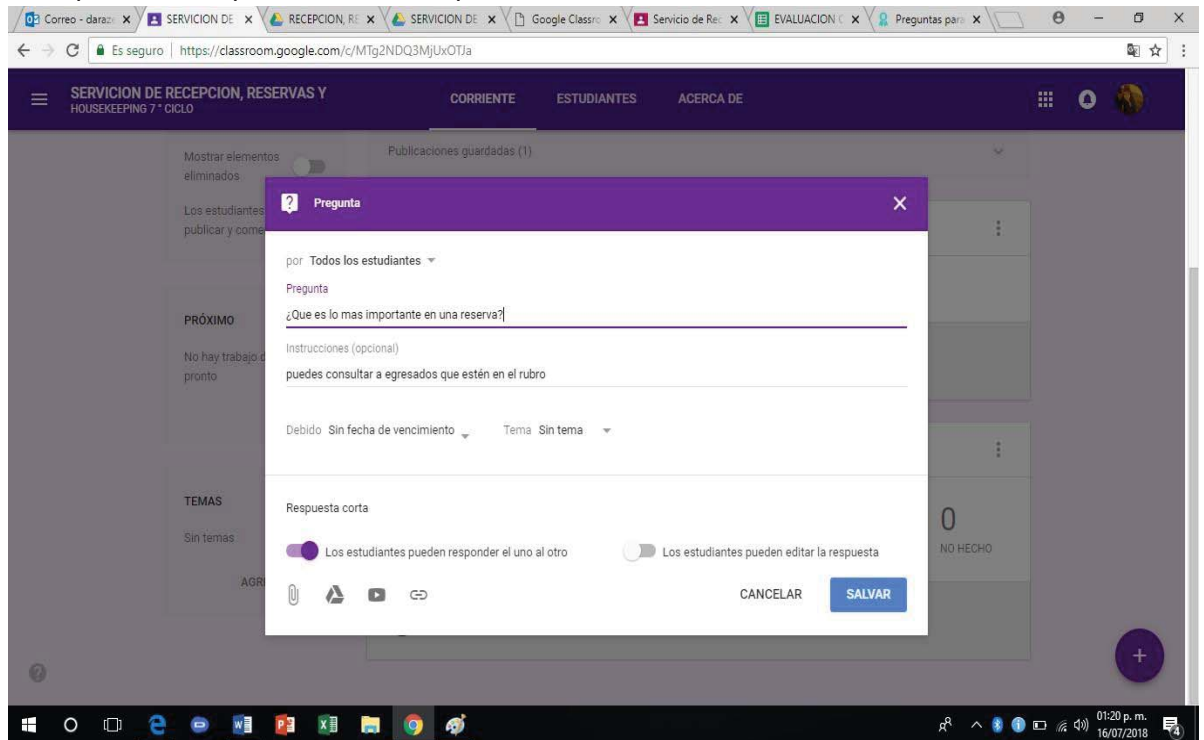 Correo - daraz
SERVICION DE
RECEPCION, RE
SERVICION DE
Google Classro
Servicio de Rec
EVALUACION C
Preguntas para
Es seguro
https://classroom.google.com/c/MTg2NDQ3MjUxOTJa
SERVICION DE RECEPCION, RESERVAS Y
HOUSEKEEPING 7 ° CICLO
CORRIENTE ESTUDIANTES ACERCA DE
Mostrar elementos
eliminados
Publicaciones guardadas (1)
Los estudiantes
publicar y come
PRÓXIMO
No hay trabajo d
pronto
TEMAS
Sin temas
AGRE
Pregunta
por Todos los estudiantes
Pregunta
¿Que es lo mas importante en una reserva?
Instrucciones (opcional)
puedes consultar a egresados que estén en el rubro
Debido Sin fecha de vencimiento Tema Sin tema
Respuesta corta
Los estudiantes pueden responder el uno al otro Los estudiantes pueden editar la respuesta
CANCELAR SALVAR
0
NO HECHO
01:20 p. m.
16/07/2018